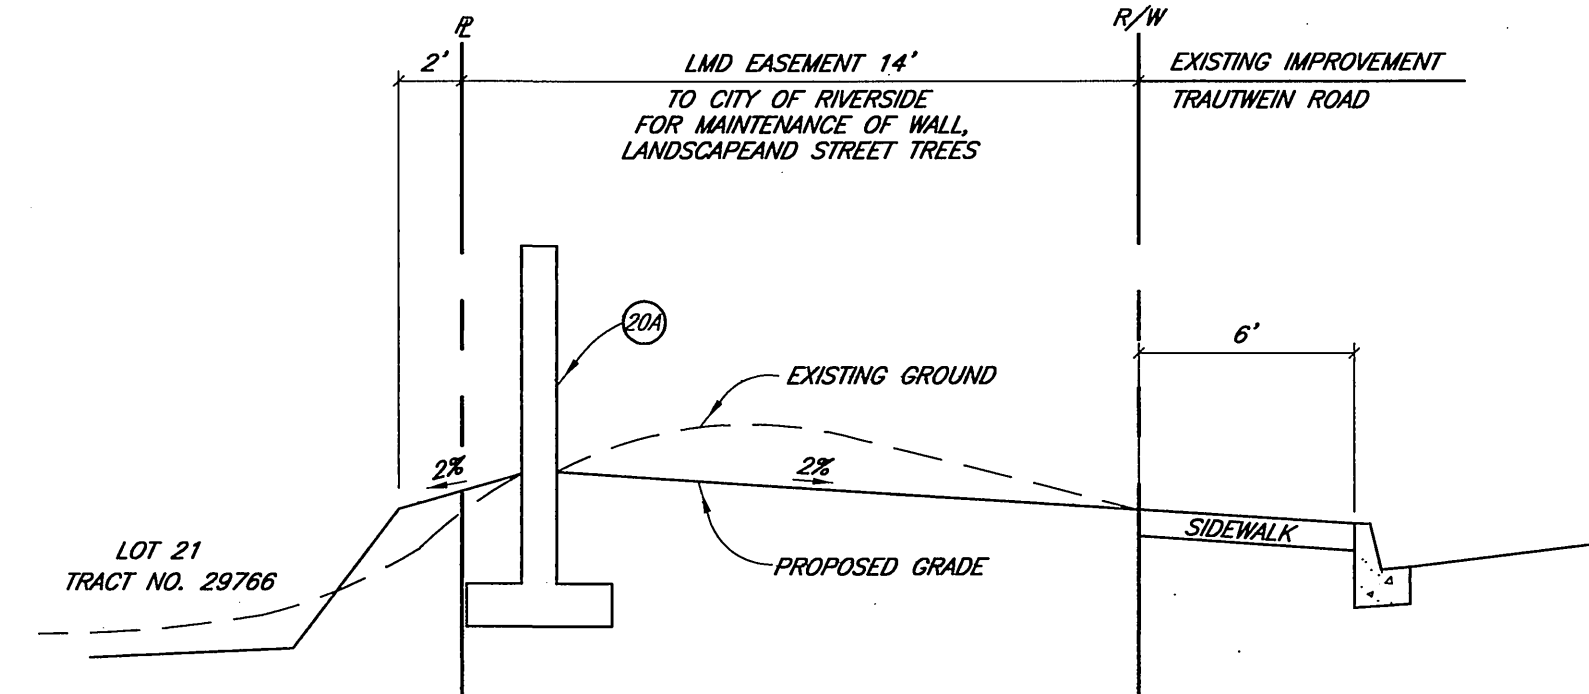 ℄
R/W
2'
LMD EASEMENT 14'
EXISTING IMPROVEMENT
TO CITY OF RIVERSIDE
FOR MAINTENANCE OF WALL,
LANDSCAPEAND STREET TREES
TRAUTWEIN ROAD
20A
6'
EXISTING GROUND
2%
2%
SIDEWALK
LOT 21
TRACT NO. 29766
PROPOSED GRADE